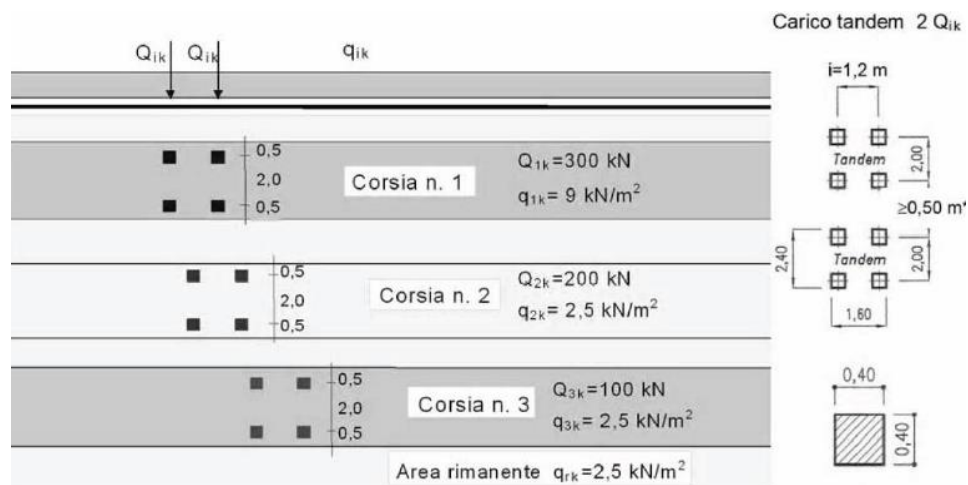 Carico tandem 2 Qik
Qik Qik qik
i=1,2 m
0,5
2,0
0,5
Corsia n. 1
Q1k=300 kN
q1k= 9 kN/m²
Tandem
2,00
≥0,50 m*
0,5
2,0
0,5
Corsia n. 2
Q2k=200 kN
q2k= 2,5 kN/m²
2,40
Tandem
2,00
1,60
0,5
2,0
0,5
Corsia n. 3
Q3k=100 kN
q3k= 2,5 kN/m²
0,40
0,40
Area rimanente qrk=2,5 kN/m²